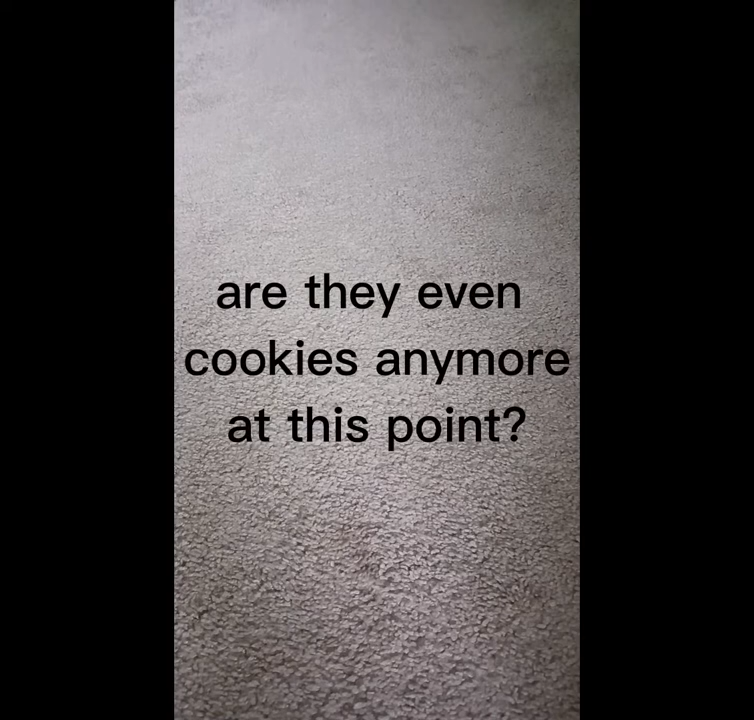 are they even
cookies anymore
at this point?